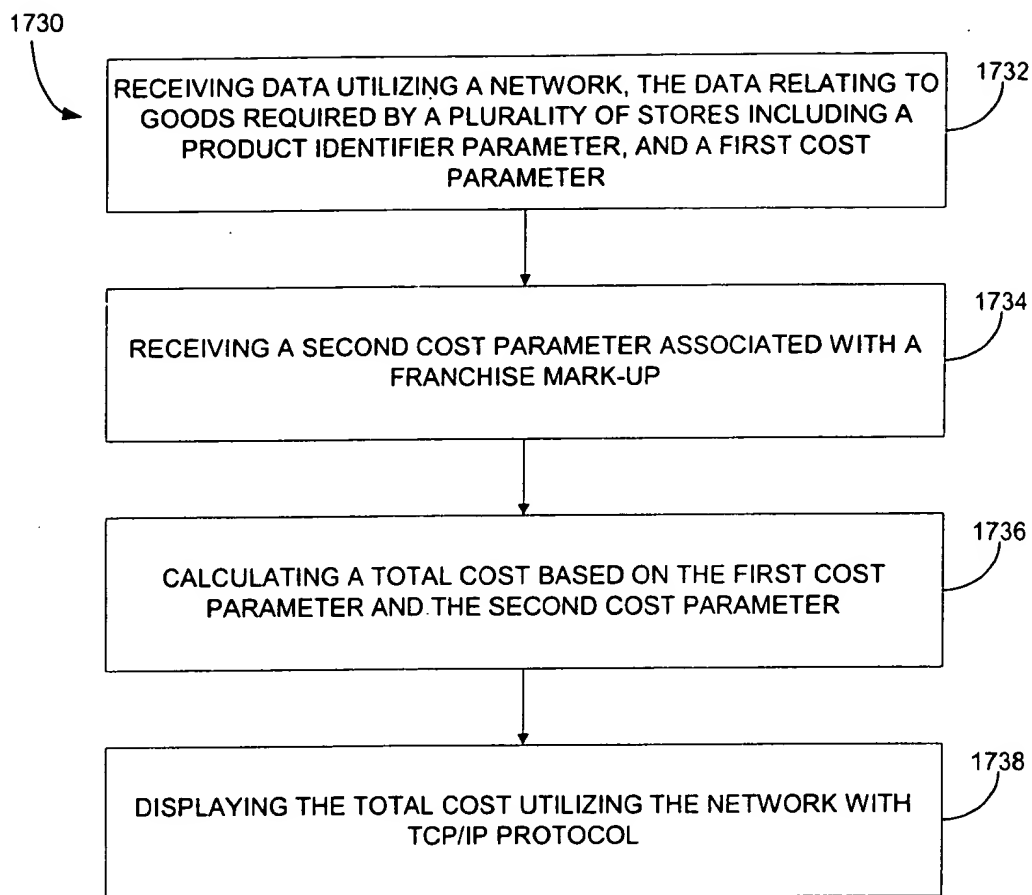 1730
1732
RECEIVING DATA UTILIZING A NETWORK, THE DATA RELATING TO
GOODS REQUIRED BY A PLURALITY OF STORES INCLUDING A
PRODUCT IDENTIFIER PARAMETER, AND A FIRST COST
PARAMETER
1734
RECEIVING A SECOND COST PARAMETER ASSOCIATED WITH A
FRANCHISE MARK-UP
1736
CALCULATING A TOTAL COST BASED ON THE FIRST COST
PARAMETER AND THE SECOND COST PARAMETER
1738
DISPLAYING THE TOTAL COST UTILIZING THE NETWORK WITH
TCP/IP PROTOCOL